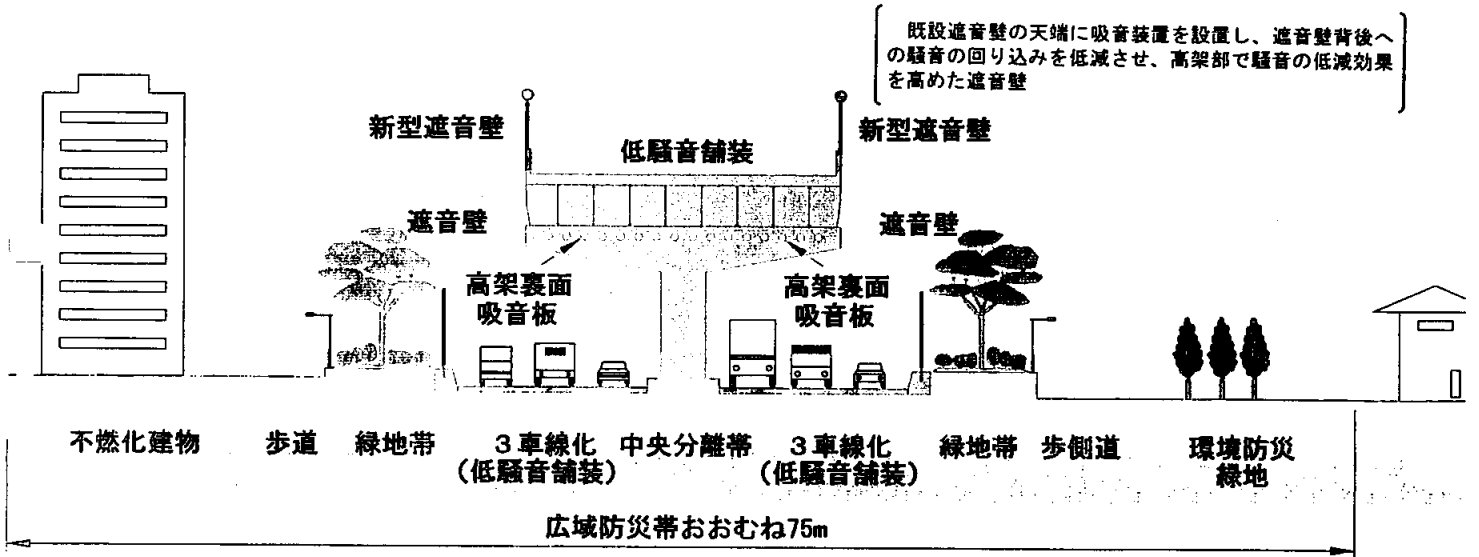 既設遮音壁の天端に吸音装置を設置し、遮音壁背後へ
の騒音の回り込みを低減させ、高架部で騒音の低減効果
を高めた遮音壁
新型遮音壁
新型遮音壁
低騒音舗装
遮音壁
遮音壁
高架裏面
吸音板
高架裏面
吸音板
不燃化建物
歩道
緑地帯
3車線化
(低騒音舗装)
中央分離帯
3車線化
(低騒音舗装)
緑地帯
歩側道
環境防災
緑地
広域防災帯おおむね75m